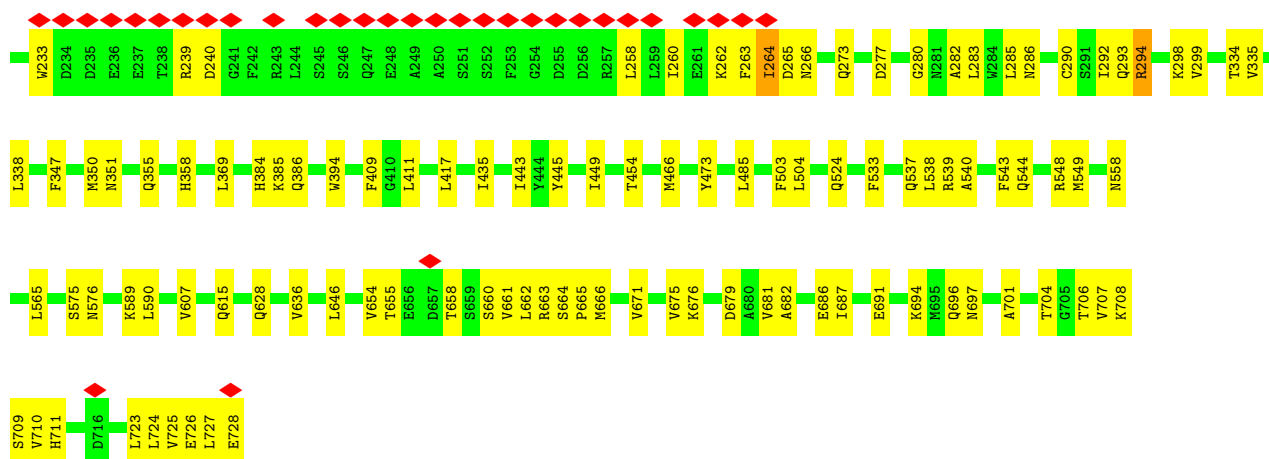 W233 D234 D235 E236 E237 T238 R239 D240 G241 F242 R243 L244 S245 S246 Q247 E248 A249 A250 S251 S252 F253 G254 D255 D256 R257 L258 L259 I260 E261 K262 F263 I264 D265 N266 Q273 D277 G280 N281 A282 L283 W284 L285 N286 C290 S291 I292 Q293 R294 K298 V299 T334 V335
L338 F347 M350 N351 Q355 H358 L369 H384 K385 Q386 W394 F409 G410 L411 L417 I435 I443 Y444 Y445 I449 T454 M466 Y473 L485 F503 L504 Q524 F533 Q537 L538 R539 A540 F543 Q544 R548 M549 N558
L565 S575 N576 K589 L590 V607 Q615 Q628 V636 L646 V654 T655 E656 D657 T658 S659 S660 V661 L662 R663 S664 P665 M666 V671 V675 K676 D679 A680 V681 A682 E686 I687 E691 K694 M695 Q696 N697 A701 T704 G705 T706 V707 K708
S709 V710 H711 D716 L723 L724 V725 E726 L727 E728